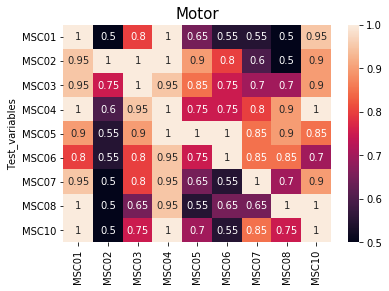 Motor
Test_variables
MSC01 1 0.5 0.8 1 0.65 0.55 0.55 0.5 0.95
MSC02 0.95 1 1 1 0.9 0.8 0.6 0.5 0.9
MSC03 0.95 0.75 1 0.95 0.85 0.75 0.7 0.7 0.9
MSC04 1 0.6 0.95 1 0.75 0.75 0.8 0.9 1
MSC05 0.9 0.55 0.9 1 1 1 0.85 0.9 0.85
MSC06 0.8 0.55 0.8 0.95 0.75 1 0.85 0.85 0.7
MSC07 0.95 0.5 0.8 0.95 0.65 0.55 1 0.7 0.9
MSC08 1 0.5 0.65 0.95 0.55 0.65 0.65 1 1
MSC10 1 0.5 0.75 1 0.7 0.55 0.85 0.75 1
MSC01 MSC02 MSC03 MSC04 MSC05 MSC06 MSC07 MSC08 MSC10
1.0
0.9
0.8
0.7
0.6
0.5